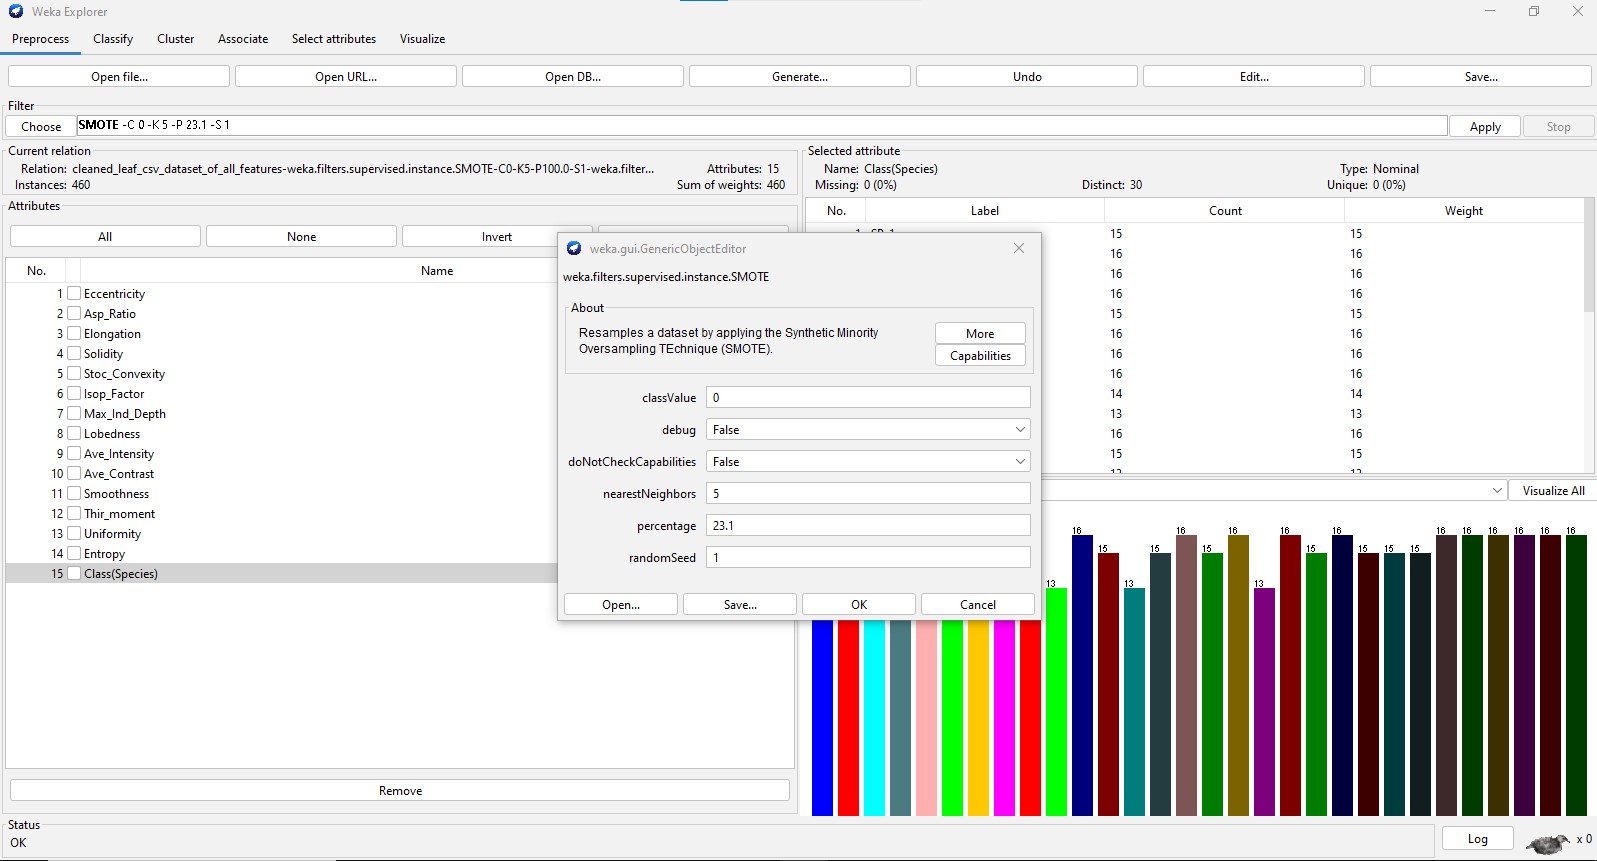 Weka Explorer
Preprocess Classify Cluster Associate Select attributes Visualize
Open file... Open URL... Open DB... Generate... Undo Edit... Save...
Filter
Choose SMOTE -C 0 -K 5 -P 23.1 -S 1 Apply Stop
Current relation
Relation: cleaned_leaf_csv_dataset_of_all_features-weka.filters.supervised.instance.SMOTE-C0-K5-P100.0-S1-weka.filter... Attributes: 15
Instances: 460 Sum of weights: 460
Selected attribute
Name: Class(Species) Type: Nominal
Missing: 0 (0%) Distinct: 30 Unique: 0 (0%)
Attributes
All None Invert
No. Name
1 Eccentricity
2 Asp_Ratio
3 Elongation
4 Solidity
5 Stoc_Convexity
6 Isop_Factor
7 Max_Ind_Depth
8 Lobedness
9 Ave_Intensity
10 Ave_Contrast
11 Smoothness
12 Thir_moment
13 Uniformity
14 Entropy
15 Class(Species)
Remove
No. Label Count Weight
15 15
16 16
16 16
16 16
15 15
16 16
16 16
16 16
14 14
13 13
16 16
15 15
weka.gui.GenericObjectEditor
weka.filters.supervised.instance.SMOTE
About
Resamples a dataset by applying the Synthetic Minority
Oversampling TEchnique (SMOTE).
More
Capabilities
classValue 0
debug False
doNotCheckCapabilities False
nearestNeighbors 5
percentage 23.1
randomSeed 1
Open... Save... OK Cancel
Visualize All
13 16 15 13 15 16 15 16 13 16 15 16 15 15 15 16 16 16 16 16 16
Status
OK
Log x 0